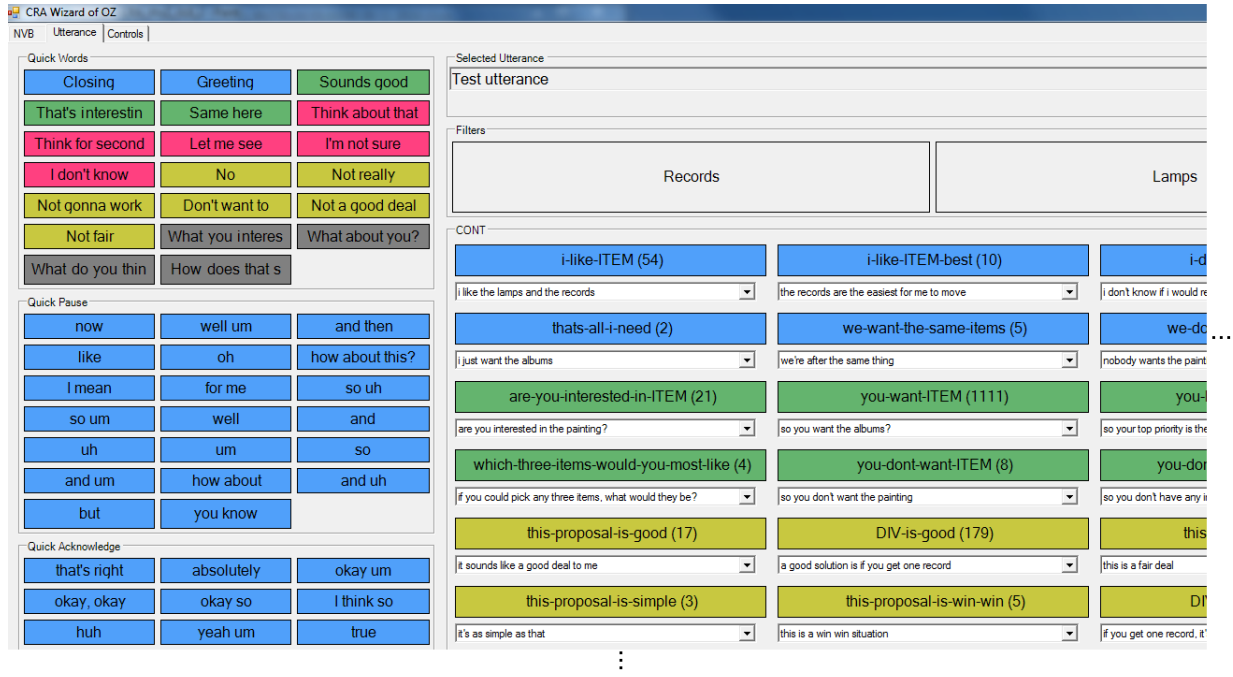 CRA Wizard of OZ
NVB Utterance Controls
Quick Words
Closing Greeting Sounds good
That's interestin Same here Think about that
Think for second Let me see I'm not sure
I don't know No Not really
Not gonna work Don't want to Not a good deal
Not fair What you interes What about you?
What do you thin How does that s
Quick Pause
now well um and then
like oh how about this?
I mean for me so uh
so um well and
uh um so
and um how about and uh
but you know
Quick Acknowledge
that's right absolutely okay um
okay, okay okay so I think so
huh yeah um true
Selected Utterance
Test utterance
Filters
Records Lamps
CONT
i-like-ITEM (54) i-like-ITEM-best (10) i-d
i like the lamps and the records the records are the easiest for me to move i don't know if i would re
thats-all-i-need (2) we-want-the-same-items (5) we-do
i just want the albums we're after the same thing nobody wants the paint
...
are-you-interested-in-ITEM (21) you-want-ITEM (1111) you-
are you interested in the painting? so you want the albums? so your top priority is the
which-three-items-would-you-most-like (4) you-dont-want-ITEM (8) you-dor
if you could pick any three items, what would they be? so you don't want the painting so you don't have any i
this-proposal-is-good (17) DIV-is-good (179) this
it sounds like a good deal to me a good solution is if you get one record this is a fair deal
this-proposal-is-simple (3) this-proposal-is-win-win (5) DI
it's as simple as that this is a win win situation if you get one record, it'
...